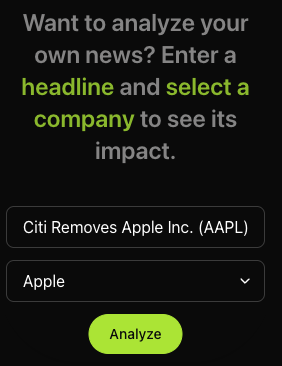 Want to analyze your
own news? Enter a
headline and select a
company to see its
impact.
Citi Removes Apple Inc. (AAPL)
Apple
Analyze